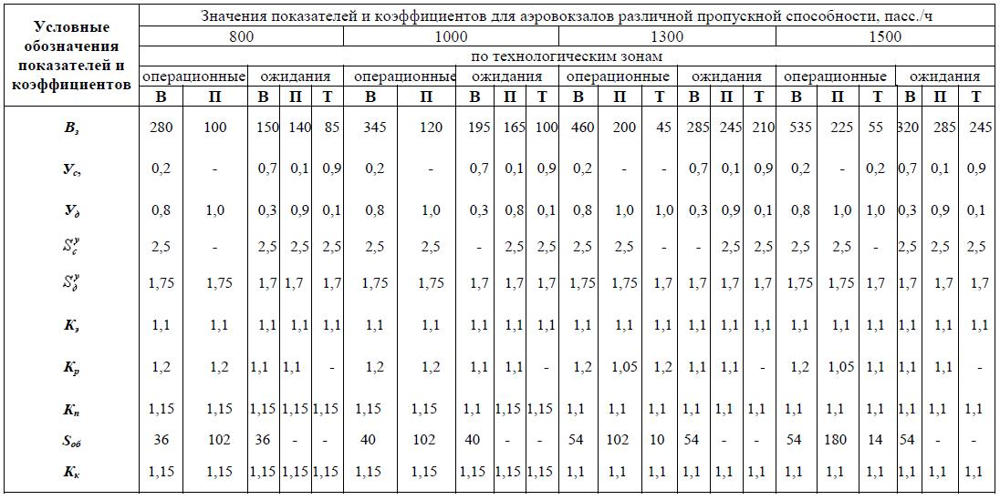 Условные обозначения показателей и коэффициентов
Значения показателей и коэффициентов для аэровокзалов различной пропускной способности, пасс./ч
800 1000 1300 1500
по технологическим зонам
операционные ожидания операционные ожидания операционные ожидания операционные ожидания
В П В П Т В П В П Т В П Т В П Т В П Т В П Т
Вз 280 100 150 140 85 345 120 195 165 100 460 200 45 285 245 210 535 225 55 320 285 245
Ус, 0,2 - 0,7 0,1 0,9 0,2 - 0,7 0,1 0,9 0,2 - - 0,7 0,1 0,9 0,2 - 0,2 0,7 0,1 0,9
Уд 0,8 1,0 0,3 0,9 0,1 0,8 1,0 0,3 0,8 0,1 0,8 1,0 1,0 0,3 0,9 0,1 0,8 1,0 1,0 0,3 0,9 0,1
Sсу 2,5 - 2,5 2,5 2,5 2,5 2,5 - 2,5 2,5 2,5 2,5 - - 2,5 2,5 2,5 2,5 - 2,5 2,5 2,5
Sду 1,75 1,75 1,7 1,7 1,7 1,75 1,75 1,7 1,7 1,7 1,75 1,75 1,7 1,7 1,7 1,7 1,75 1,75 1,7 1,7 1,7 1,7
Кэ 1,1 1,1 1,1 1,1 1,1 1,1 1,1 1,1 1,1 1,1 1,1 1,1 1,1 1,1 1,1 1,1 1,1 1,1 1,1 1,1 1,1 1,1
Кр 1,2 1,2 1,1 1,1 - 1,2 1,2 1,1 1,1 - 1,2 1,05 1,2 1,1 1,1 - 1,2 1,05 1,1 1,1 1,1 -
Кп 1,15 1,15 1,15 1,15 1,15 1,15 1,15 1,1 1,15 1,15 1,1 1,1 1,1 1,1 1,1 1,1 1,1 1,1 1,1 1,1 1,1 1,1
Sоб 36 102 36 - - 40 102 40 - - 54 102 10 54 - - 54 180 14 54 - -
Кк 1,15 1,15 1,15 1,15 1,15 1,15 1,15 1,15 1,15 1,15 1,1 1,1 1,1 1,1 1,1 1,1 1,1 1,1 1,1 1,1 1,1 1,1